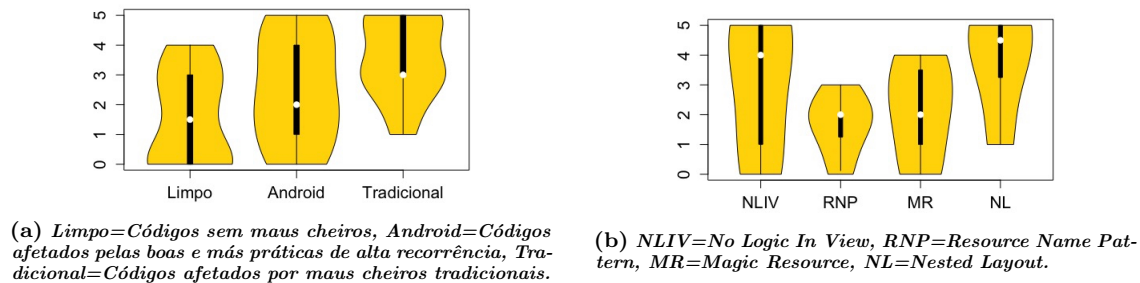 5
4
3
2
1
0
Limpo Android Tradicional
(a) Limpo=Códigos sem maus cheiros, Android=Códigos
afetados pelas boas e más práticas de alta recorrência, Tra-
dicional=Códigos afetados por maus cheiros tradicionais.
5
4
3
2
1
0
NLIV RNP MR NL
(b) NLIV=No Logic In View, RNP=Resource Name Pat-
tern, MR=Magic Resource, NL=Nested Layout.